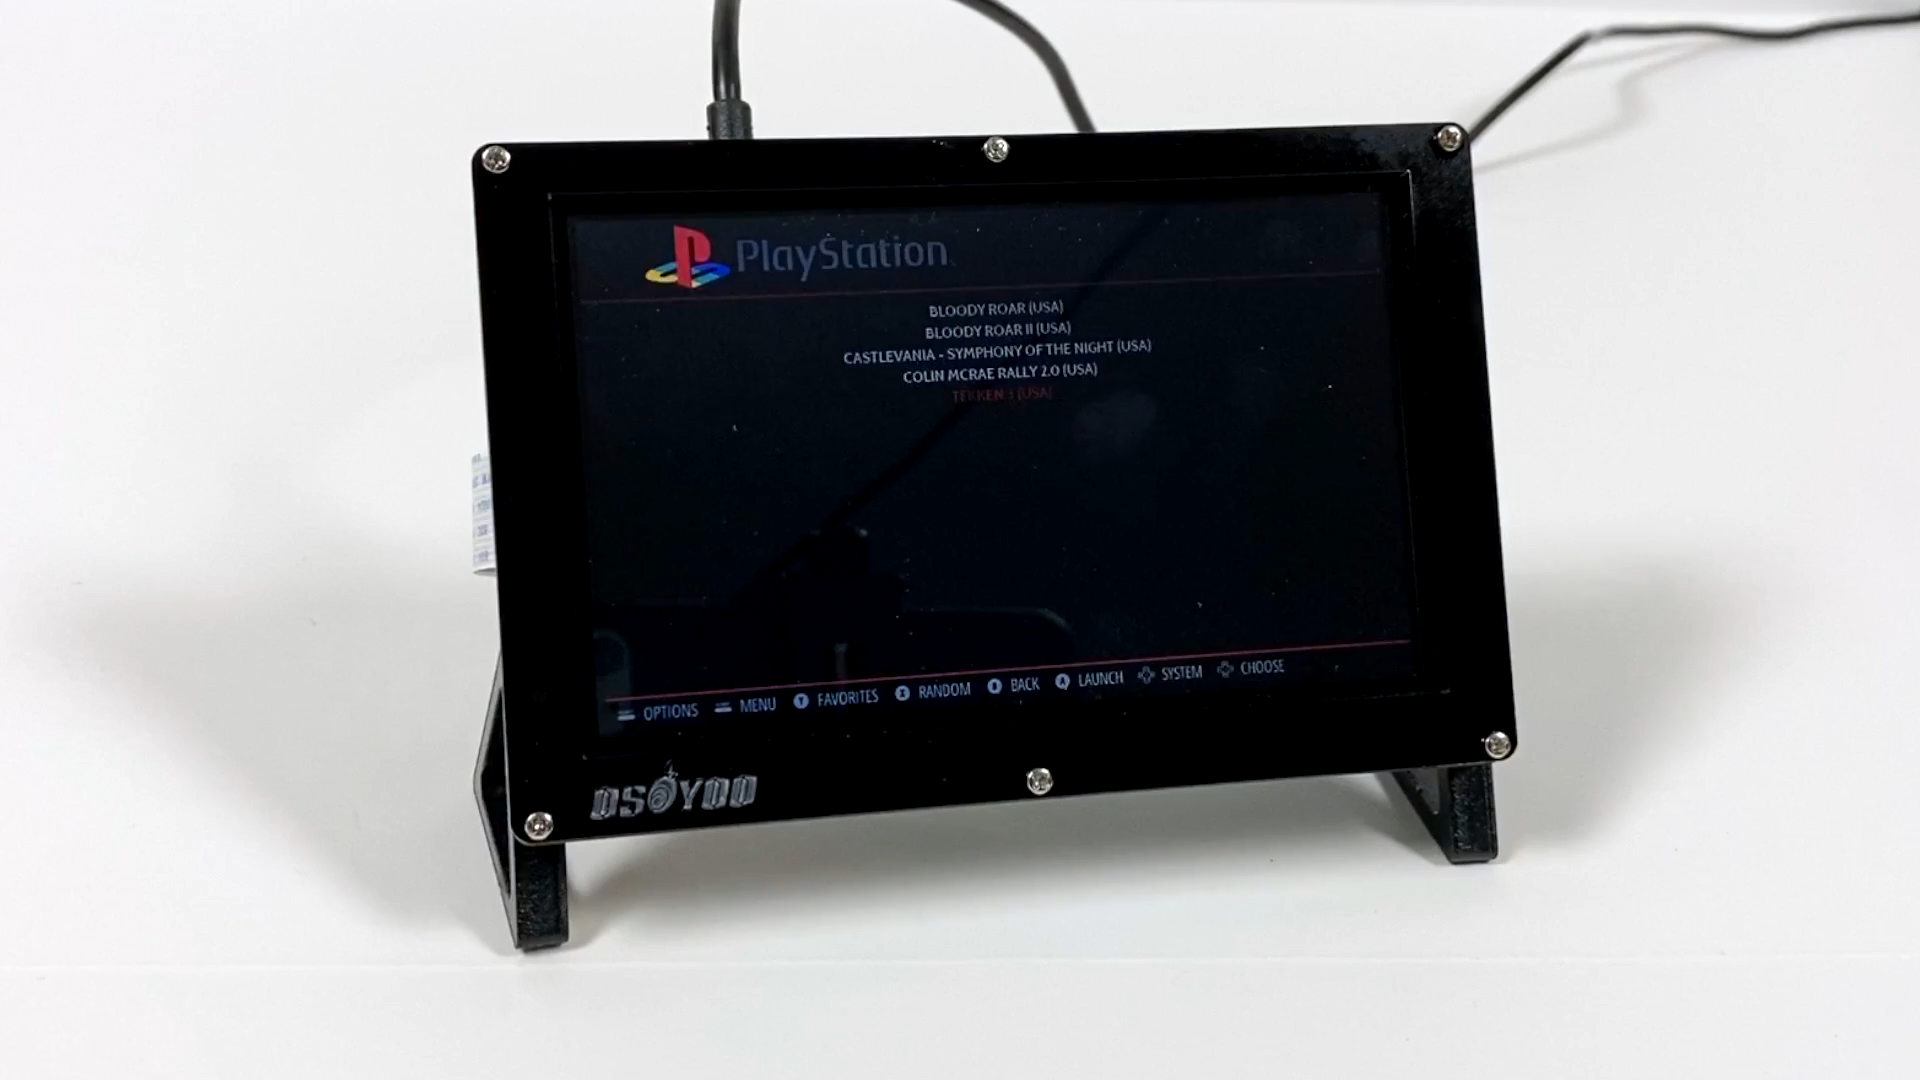 PlayStation
BLOODY ROAR (USA)
BLOODY ROAR II (USA)
CASTLEVANIA - SYMPHONY OF THE NIGHT (USA)
COLIN MCRAE RALLY 2.0 (USA)
TEKKEN 3 (USA)
OPTIONS MENU Y FAVORITES X RANDOM B BACK A LAUNCH SYSTEM CHOOSE
OSOYOO